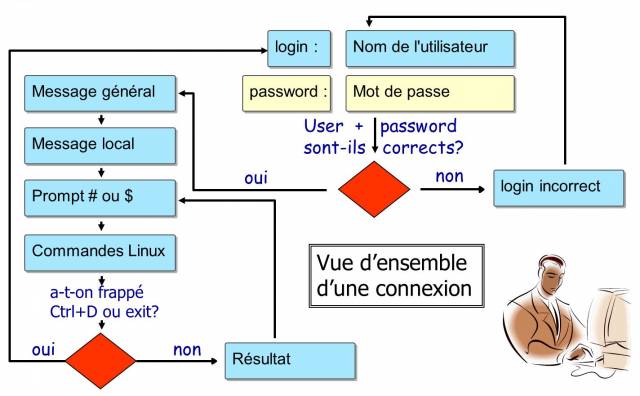 login :
Nom de l'utilisateur
password :
Mot de passe
User + password
sont-ils corrects?
oui
non
login incorrect
Message général
Message local
Prompt # ou $
Commandes Linux
a-t-on frappé
Ctrl+D ou exit?
oui
non
Résultat
Vue d'ensemble
d'une connexion